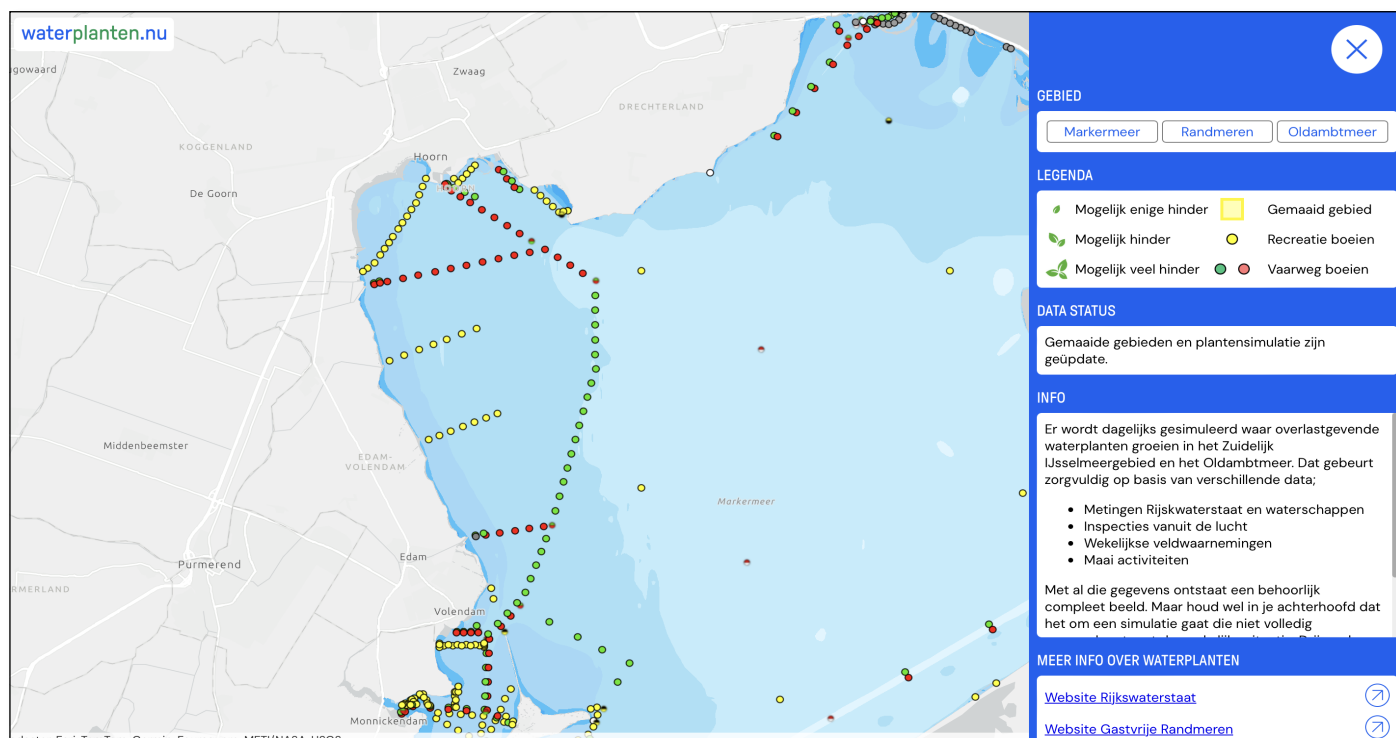 waterplanten.nu
gowaard
Zwaag
DRECHTERLAND
KOGGENLAND
Hoorn
De Goorn
Middenbeemster
EDAM-
VOLENDAM
Markermeer
Edam
Purmerend
RMERLAND
Volendam
Monnickendam
GEBIED
Markermeer Randmeren Oldambtmeer
LEGENDA
Mogelijk enige hinder Gemaaid gebied
Mogelijk hinder Recreatie boeien
Mogelijk veel hinder Vaarweg boeien
DATA STATUS
Gemaaide gebieden en plantensimulatie zijn
geüpdate.
INFO
Er wordt dagelijks gesimuleerd waar overlastgevende
waterplanten groeien in het Zuidelijk
IJsselmeergebied en het Oldambtmeer. Dat gebeurt
zorgvuldig op basis van verschillende data;
• Metingen Rijskwaterstaat en waterschappen
• Inspecties vanuit de lucht
• Wekelijkse veldwaarnemingen
• Maai activiteiten
Met al die gegevens ontstaat een behoorlijk
compleet beeld. Maar houd wel in je achterhoofd dat
het om een simulatie gaat die niet volledig
MEER INFO OVER WATERPLANTEN
Website Rijkswaterstaat
Website Gastvrije Randmeren